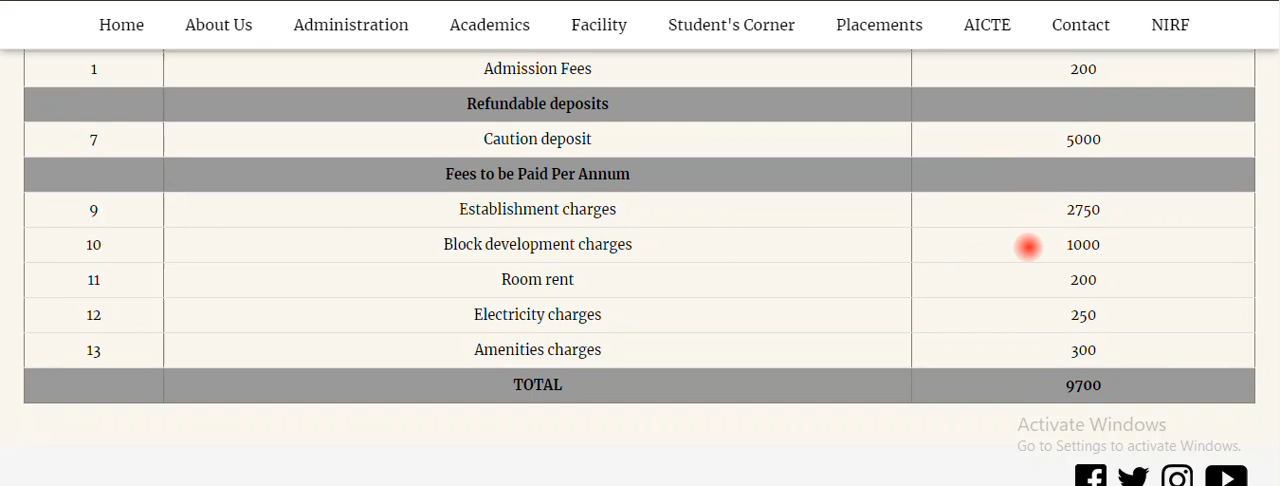 Home About Us Administration Academics Facility Student's Corner Placements AICTE Contact NIRF
1 Admission Fees 200
Refundable deposits
7 Caution deposit 5000
Fees to be Paid Per Annum
9 Establishment charges 2750
10 Block development charges 1000
11 Room rent 200
12 Electricity charges 250
13 Amenities charges 300
TOTAL 9700
Activate Windows
Go to Settings to activate Windows.